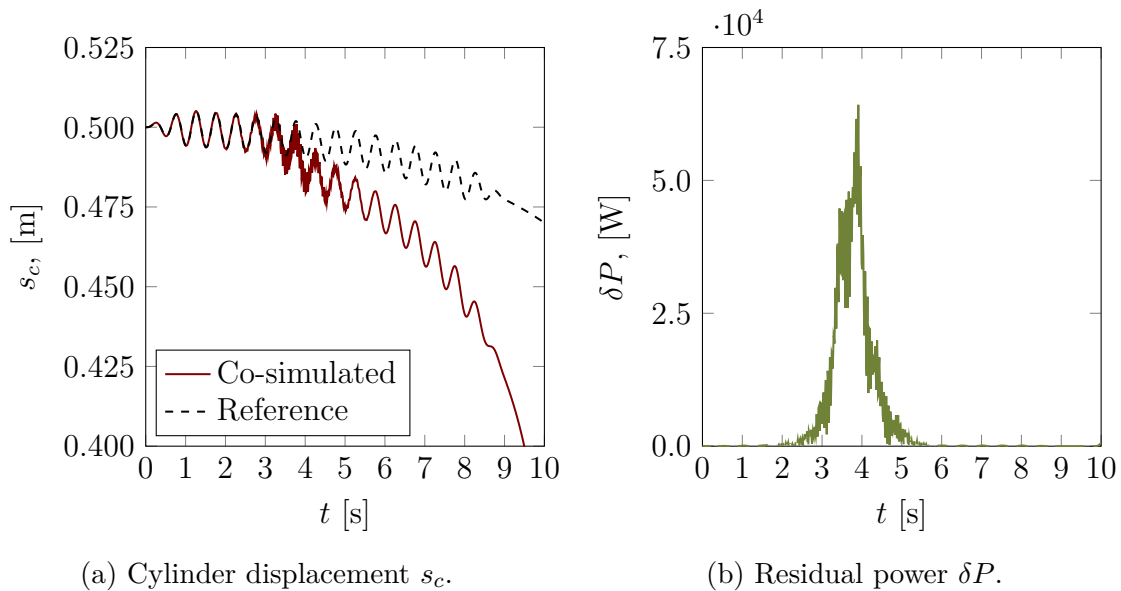 0.525
0.500
0.475
0.450
0.425
0.400
s_c, [m]
0 1 2 3 4 5 6 7 8 9 10
t [s]
Co-simulated
Reference
(a) Cylinder displacement s_c.
·10^4
7.5
5.0
2.5
0.0
δP, [W]
0 1 2 3 4 5 6 7 8 9 10
t [s]
(b) Residual power δP.